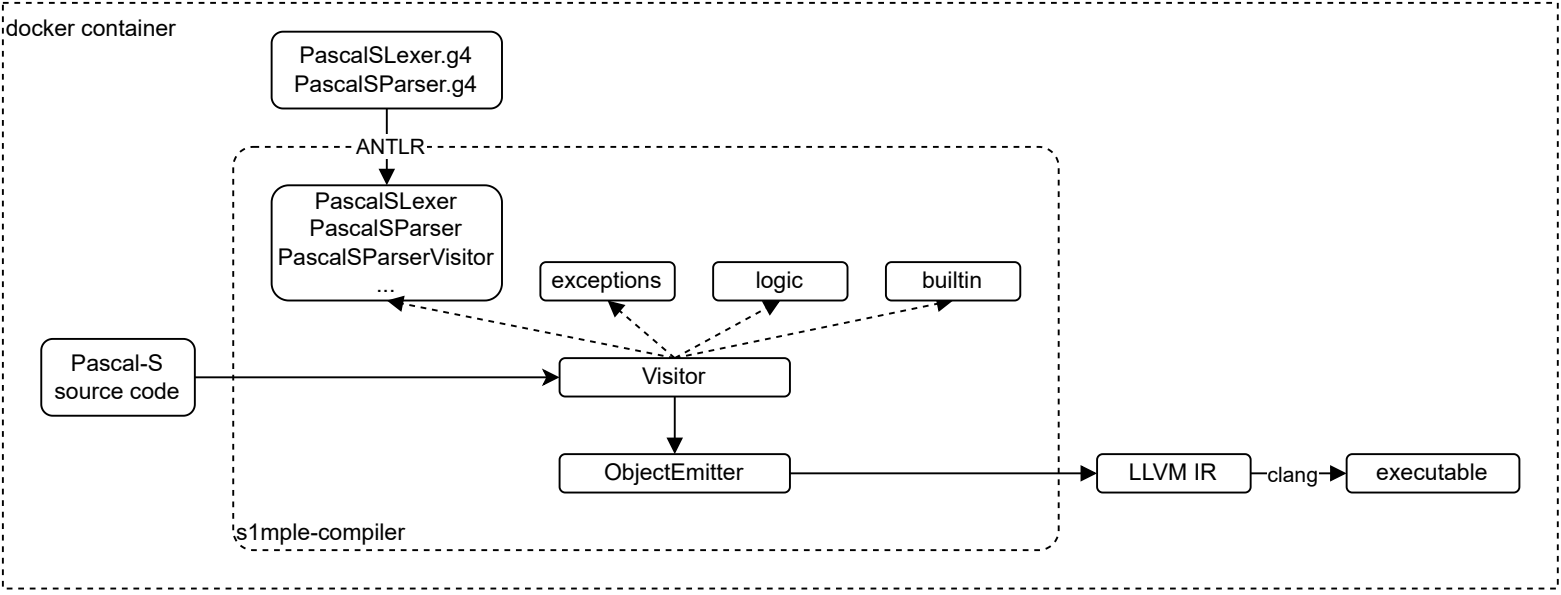 docker container
PascalSLexer.g4
PascalSParser.g4
ANTLR
PascalSLexer
PascalSParser
PascalSParserVisitor
...
exceptions
logic
builtin
Pascal-S
source code
Visitor
ObjectEmitter
LLVM IR
clang
executable
s1mple-compiler